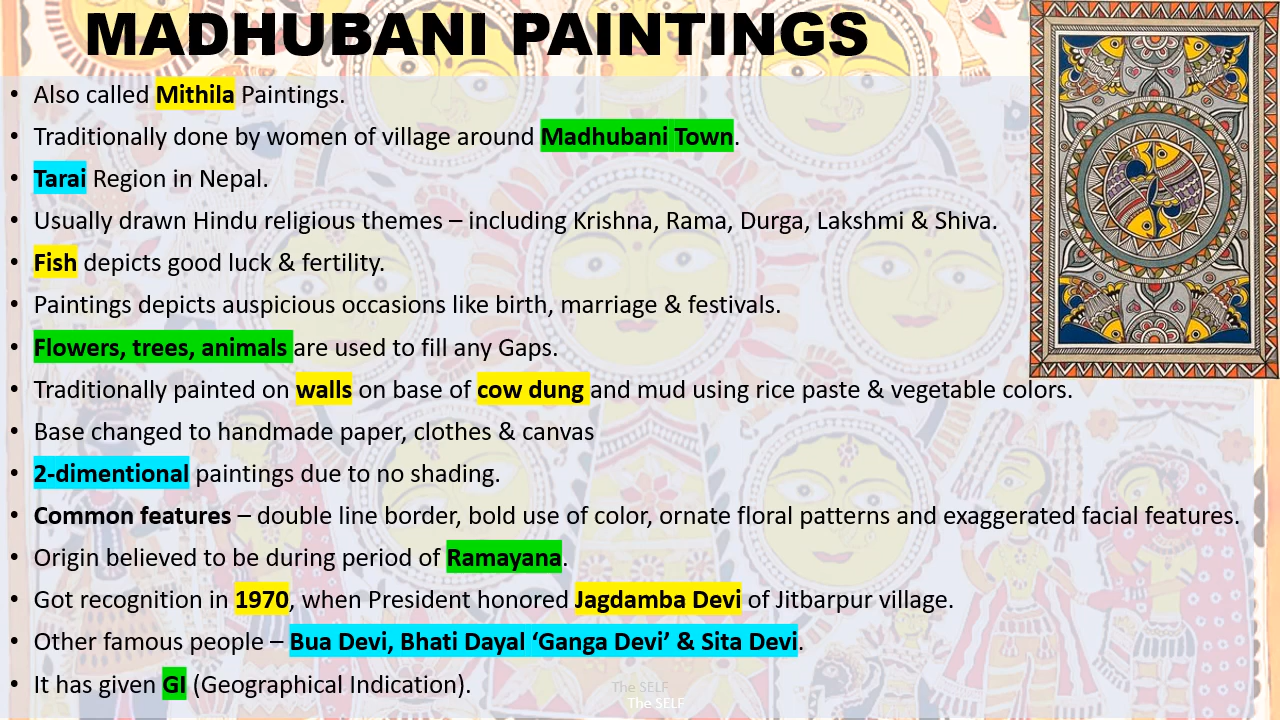 MADHUBANI PAINTINGS
• Also called Mithila Paintings.
• Traditionally done by women of village around Madhubani Town.
• Tarai Region in Nepal.
• Usually drawn Hindu religious themes – including Krishna, Rama, Durga, Lakshmi & Shiva.
• Fish depicts good luck & fertility.
• Paintings depicts auspicious occasions like birth, marriage & festivals.
• Flowers, trees, animals are used to fill any Gaps.
• Traditionally painted on walls on base of cow dung and mud using rice paste & vegetable colors.
• Base changed to handmade paper, clothes & canvas
• 2-dimentional paintings due to no shading.
• Common features – double line border, bold use of color, ornate floral patterns and exaggerated facial features.
• Origin believed to be during period of Ramayana.
• Got recognition in 1970, when President honored Jagdamba Devi of Jitbarpur village.
• Other famous people – Bua Devi, Bhati Dayal ‘Ganga Devi’ & Sita Devi.
• It has given GI (Geographical Indication).
The SELF
The SELF